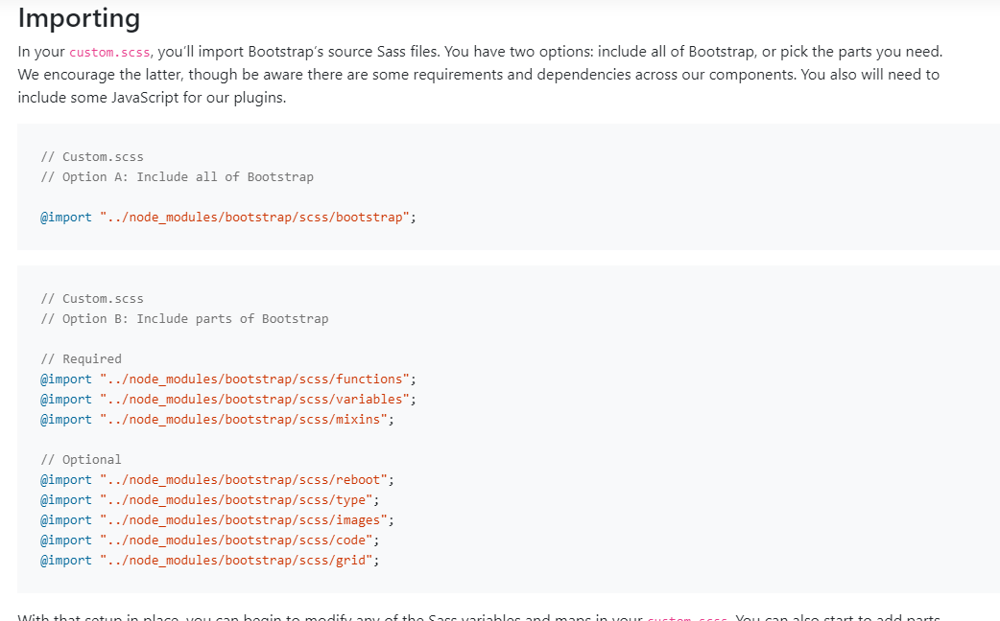 Importing
In your custom.scss, you’ll import Bootstrap’s source Sass files. You have two options: include all of Bootstrap, or pick the parts you need.
We encourage the latter, though be aware there are some requirements and dependencies across our components. You also will need to
include some JavaScript for our plugins.
// Custom.scss
// Option A: Include all of Bootstrap
@import "../node_modules/bootstrap/scss/bootstrap";
// Custom.scss
// Option B: Include parts of Bootstrap
// Required
@import "../node_modules/bootstrap/scss/functions";
@import "../node_modules/bootstrap/scss/variables";
@import "../node_modules/bootstrap/scss/mixins";
// Optional
@import "../node_modules/bootstrap/scss/reboot";
@import "../node_modules/bootstrap/scss/type";
@import "../node_modules/bootstrap/scss/images";
@import "../node_modules/bootstrap/scss/code";
@import "../node_modules/bootstrap/scss/grid";
With that setup in place, you can begin to modify any of the Sass variables and maps in your custom.scss. You can also start to add parts